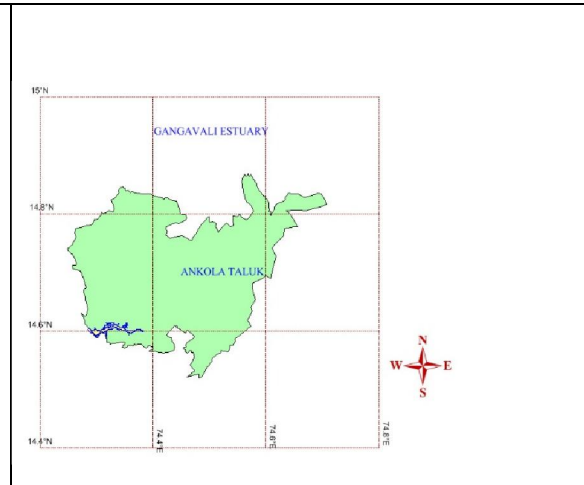 15°N
GANGAVALI ESTUARY
14.8°N
ANKOLA TALUK
14.6°N
N
W E
S
14.4°N
74.4°E
74.6°E
74.8°E